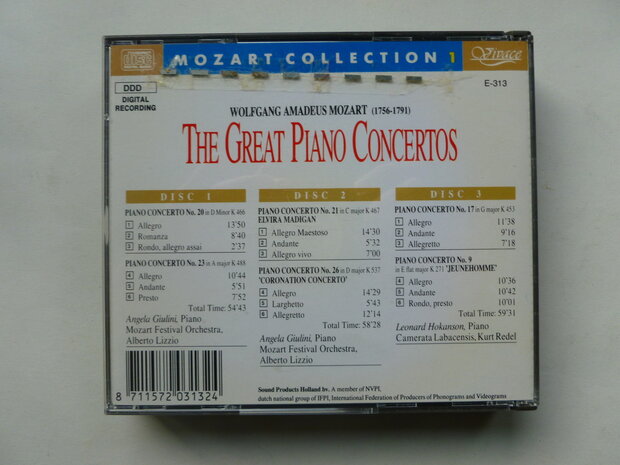 COMPACT disc
MOZART COLLECTION 1
Vivace
DDD
E-313
DIGITAL
RECORDING
WOLFGANG AMADEUS MOZART (1756-1791)
THE GREAT PIANO CONCERTOS
DISC 1
PIANO CONCERTO No. 20 in D Minor K 466
1 Allegro 13'50
2 Romanza 8'40
3 Rondo, allegro assai 2'37
PIANO CONCERTO No. 23 in A major K 488
4 Allegro 10'44
5 Andante 5'51
6 Presto 7'52
Total Time: 54'43
Angela Giulini, Piano
Mozart Festival Orchestra,
Alberto Lizzio
DISC 2
PIANO CONCERTO No. 21 in C major K 467
ELVIRA MADIGAN
1 Allegro Maestoso 14'30
2 Andante 5'32
3 Allegro vivo 7'00
PIANO CONCERTO No. 26 in D major K 537
'CORONATION CONCERTO'
4 Allegro 14'29
5 Larghetto 5'43
6 Allegretto 12'14
Total Time: 58'28
Angela Giulini, Piano
Mozart Festival Orchestra,
Alberto Lizzio
DISC 3
PIANO CONCERTO No. 17 in G major K 453
1 Allegro 11'38
2 Andante 9'16
3 Allegretto 7'18
PIANO CONCERTO No. 9
in E flat major K 271 'JEUNEHOMME'
4 Allegro 10'36
5 Andante 10'42
6 Rondo, presto 10'01
Total Time: 59'31
Leonard Hokanson, Piano
Camerata Labacensis, Kurt Redel
8 711572 031324
Sound Products Holland bv. A member of NVPI,
dutch national group of IFPI, International Federation of Producers of Phonograms and Videograms